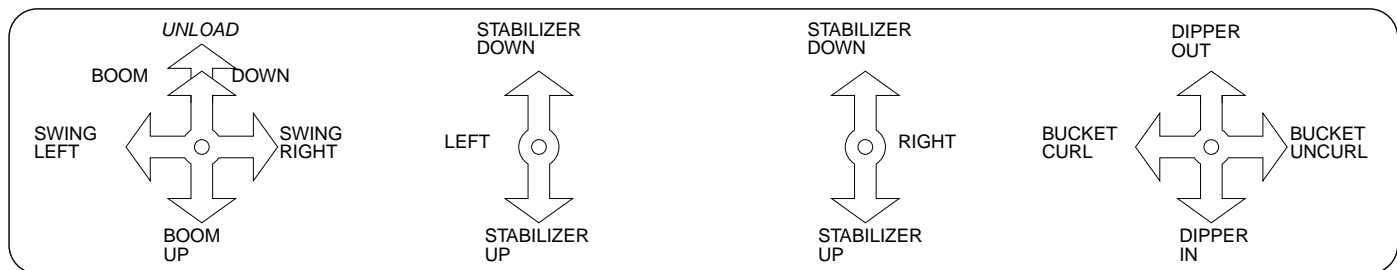 UNLOAD
BOOM DOWN
SWING
LEFT
SWING
RIGHT
BOOM
UP
STABILIZER
DOWN
LEFT
STABILIZER
UP
STABILIZER
DOWN
RIGHT
STABILIZER
UP
DIPPER
OUT
BUCKET
CURL
BUCKET
UNCURL
DIPPER
IN